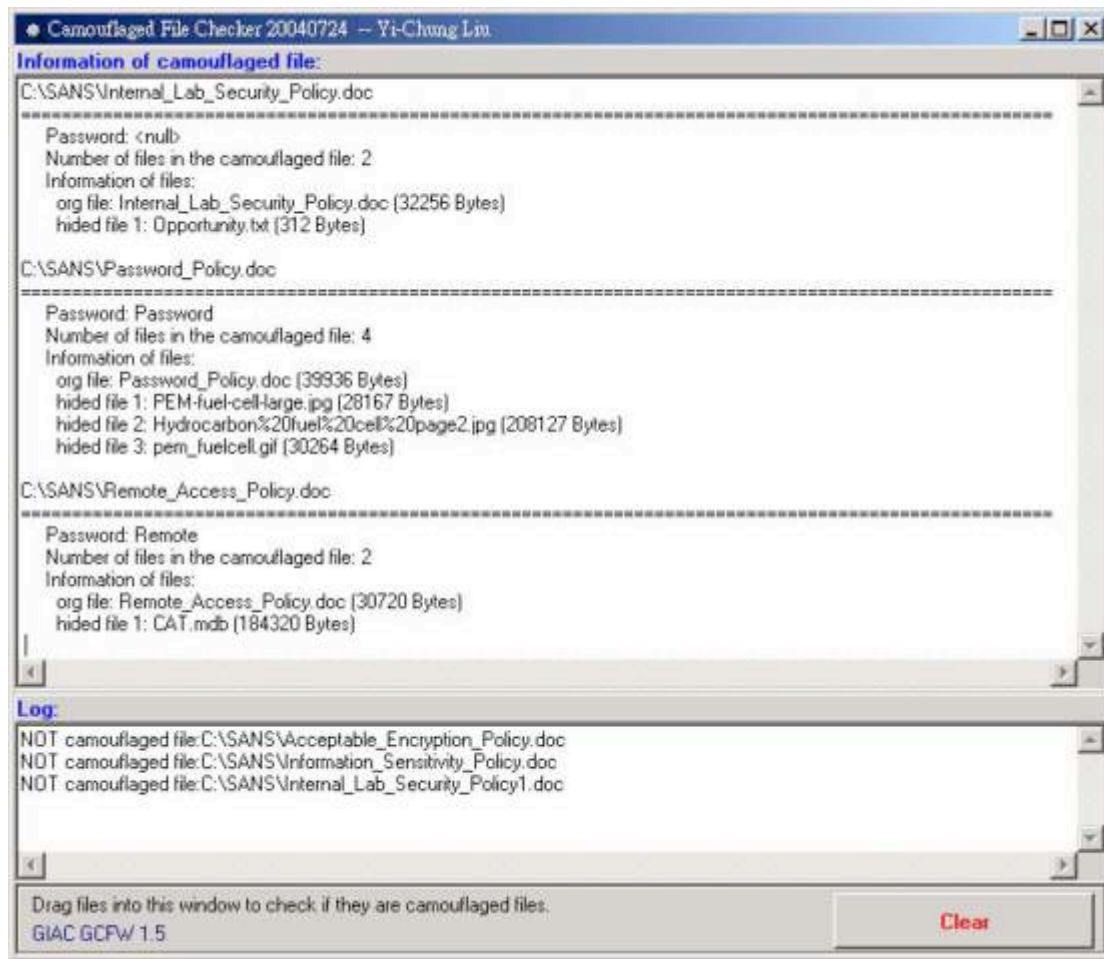 Camouflaged File Checker 20040724 -- Yi-Chung Liu
Information of camouflaged file:
C:\SANS\Internal_Lab_Security_Policy.doc
==========================================================================================
Password: <null>
Number of files in the camouflaged file: 2
Information of files:
org file: Internal_Lab_Security_Policy.doc (32256 Bytes)
hided file 1: Opportunity.txt (312 Bytes)
C:\SANS\Password_Policy.doc
==========================================================================================
Password: Password
Number of files in the camouflaged file: 4
Information of files:
org file: Password_Policy.doc (39936 Bytes)
hided file 1: PEM-fuel-cell-large.jpg (28167 Bytes)
hided file 2: Hydrocarbon%20fuel%20cell%20page2.jpg (208127 Bytes)
hided file 3: pem_fuelcell.gif (30264 Bytes)
C:\SANS\Remote_Access_Policy.doc
==========================================================================================
Password: Remote
Number of files in the camouflaged file: 2
Information of files:
org file: Remote_Access_Policy.doc (30720 Bytes)
hided file 1: CAT.mdb (184320 Bytes)
Log:
NOT camouflaged file:C:\SANS\Acceptable_Encryption_Policy.doc
NOT camouflaged file:C:\SANS\Information_Sensitivity_Policy.doc
NOT camouflaged file:C:\SANS\Internal_Lab_Security_Policy1.doc
Drag files into this window to check if they are camouflaged files.
GIAC GCFW 1.5
Clear